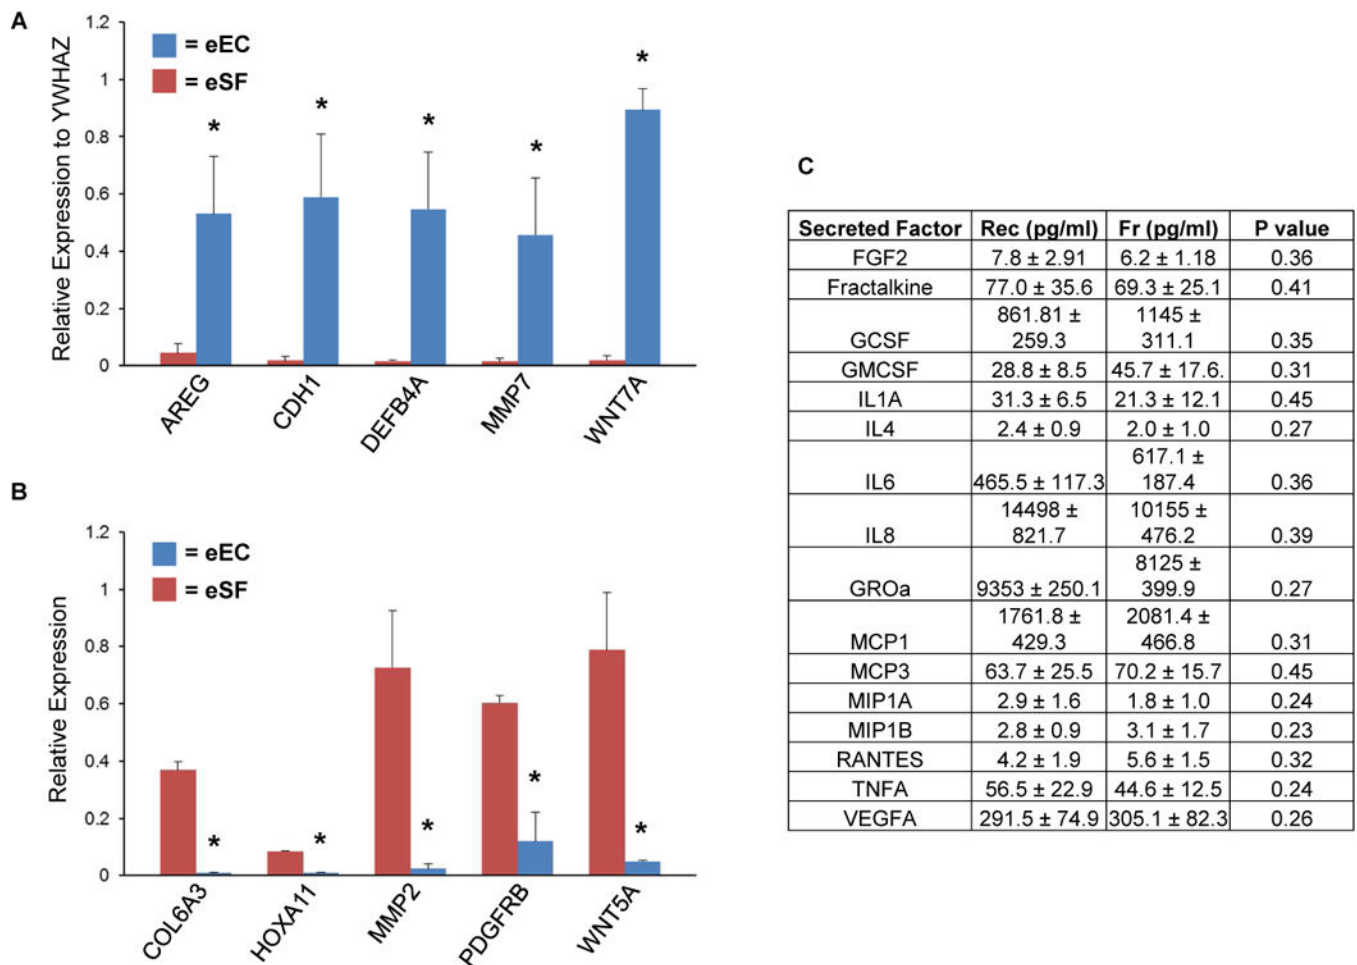 A
Relative Expression to YWHAZ
1.2
1
0.8
0.6
0.4
0.2
0
= eEC
= eSF
*
*
*
*
*
AREG
CDH1
DEFB4A
MMP7
WNT7A
B
Relative Expression
1.2
1
0.8
0.6
0.4
0.2
0
= eEC
= eSF
*
*
*
*
*
COL6A3
HOXA11
MMP2
PDGFRB
WNT5A
C
Secreted Factor Rec (pg/ml) Fr (pg/ml) P value
FGF2 7.8 ± 2.91 6.2 ± 1.18 0.36
Fractalkine 77.0 ± 35.6 69.3 ± 25.1 0.41
861.81 ± 1145 ±
GCSF 259.3 311.1 0.35
GMCSF 28.8 ± 8.5 45.7 ± 17.6. 0.31
IL1A 31.3 ± 6.5 21.3 ± 12.1 0.45
IL4 2.4 ± 0.9 2.0 ± 1.0 0.27
617.1 ±
IL6 465.5 ± 117.3 187.4 0.36
14498 ± 10155 ±
IL8 821.7 476.2 0.39
8125 ±
GROa 9353 ± 250.1 399.9 0.27
1761.8 ± 2081.4 ±
MCP1 429.3 466.8 0.31
MCP3 63.7 ± 25.5 70.2 ± 15.7 0.45
MIP1A 2.9 ± 1.6 1.8 ± 1.0 0.24
MIP1B 2.8 ± 0.9 3.1 ± 1.7 0.23
RANTES 4.2 ± 1.9 5.6 ± 1.5 0.32
TNFA 56.5 ± 22.9 44.6 ± 12.5 0.24
VEGFA 291.5 ± 74.9 305.1 ± 82.3 0.26